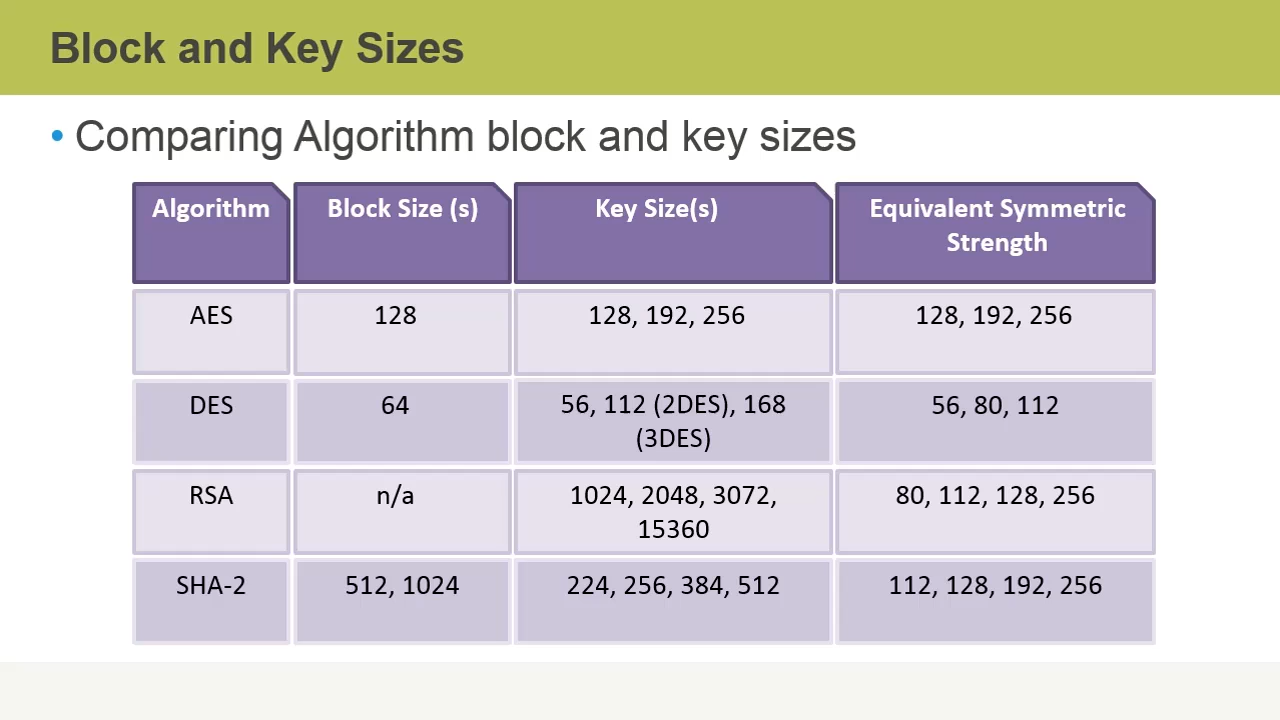 Block and Key Sizes
• Comparing Algorithm block and key sizes
Algorithm
Block Size (s)
Key Size(s)
Equivalent Symmetric
Strength
AES
128
128, 192, 256
128, 192, 256
DES
64
56, 112 (2DES), 168
(3DES)
56, 80, 112
RSA
n/a
1024, 2048, 3072,
15360
80, 112, 128, 256
SHA-2
512, 1024
224, 256, 384, 512
112, 128, 192, 256